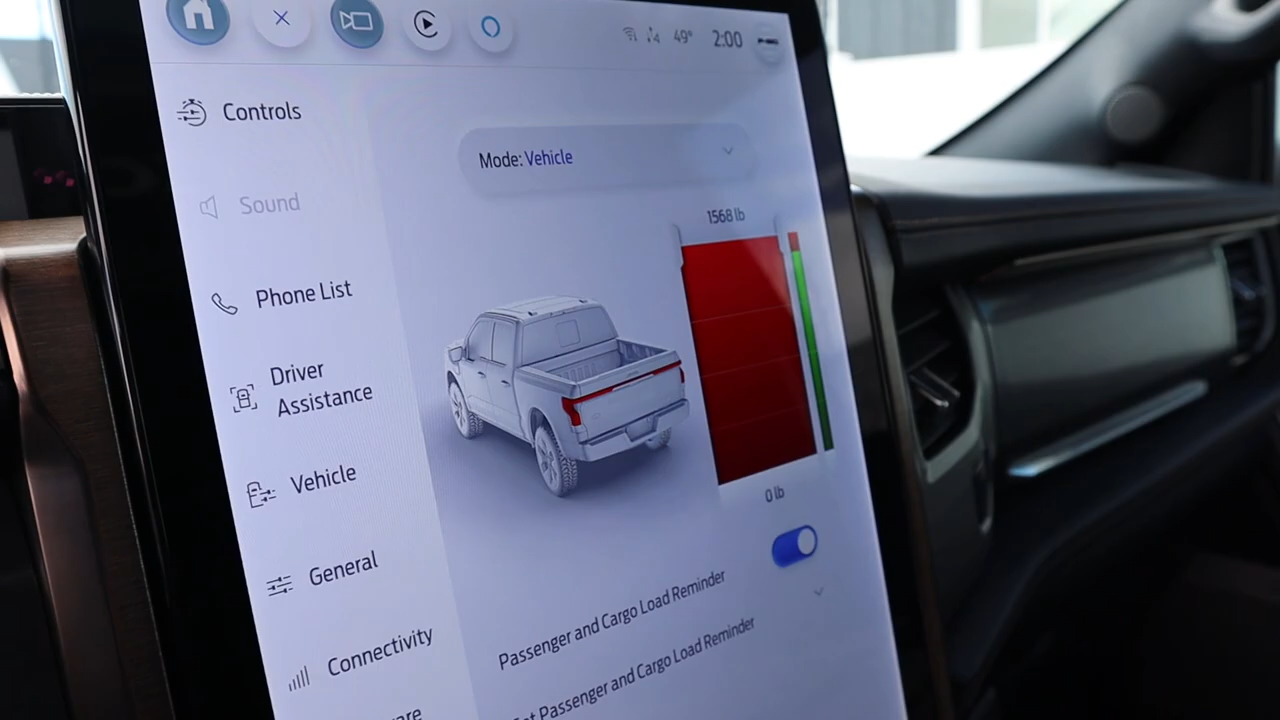 49° 2:00
Controls
Sound
Phone List
Driver
Assistance
Vehicle
General
Connectivity
Mode: Vehicle
1568 lb
0 lb
Passenger and Cargo Load Reminder
Passenger and Cargo Load Reminder